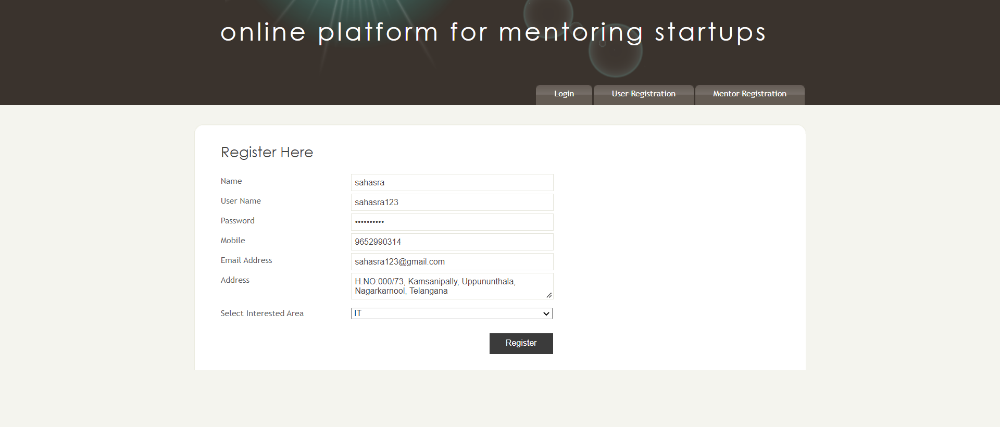 online platform for mentoring startups
Login User Registration Mentor Registration
Register Here
Name sahasra
User Name sahasra123
Password ••••••••••
Mobile 9652990314
Email Address sahasra123@gmail.com
Address H.NO:000/73, Kamsanipally, Uppununthala,
Nagarkarnool, Telangana
Select Interested Area IT
Register